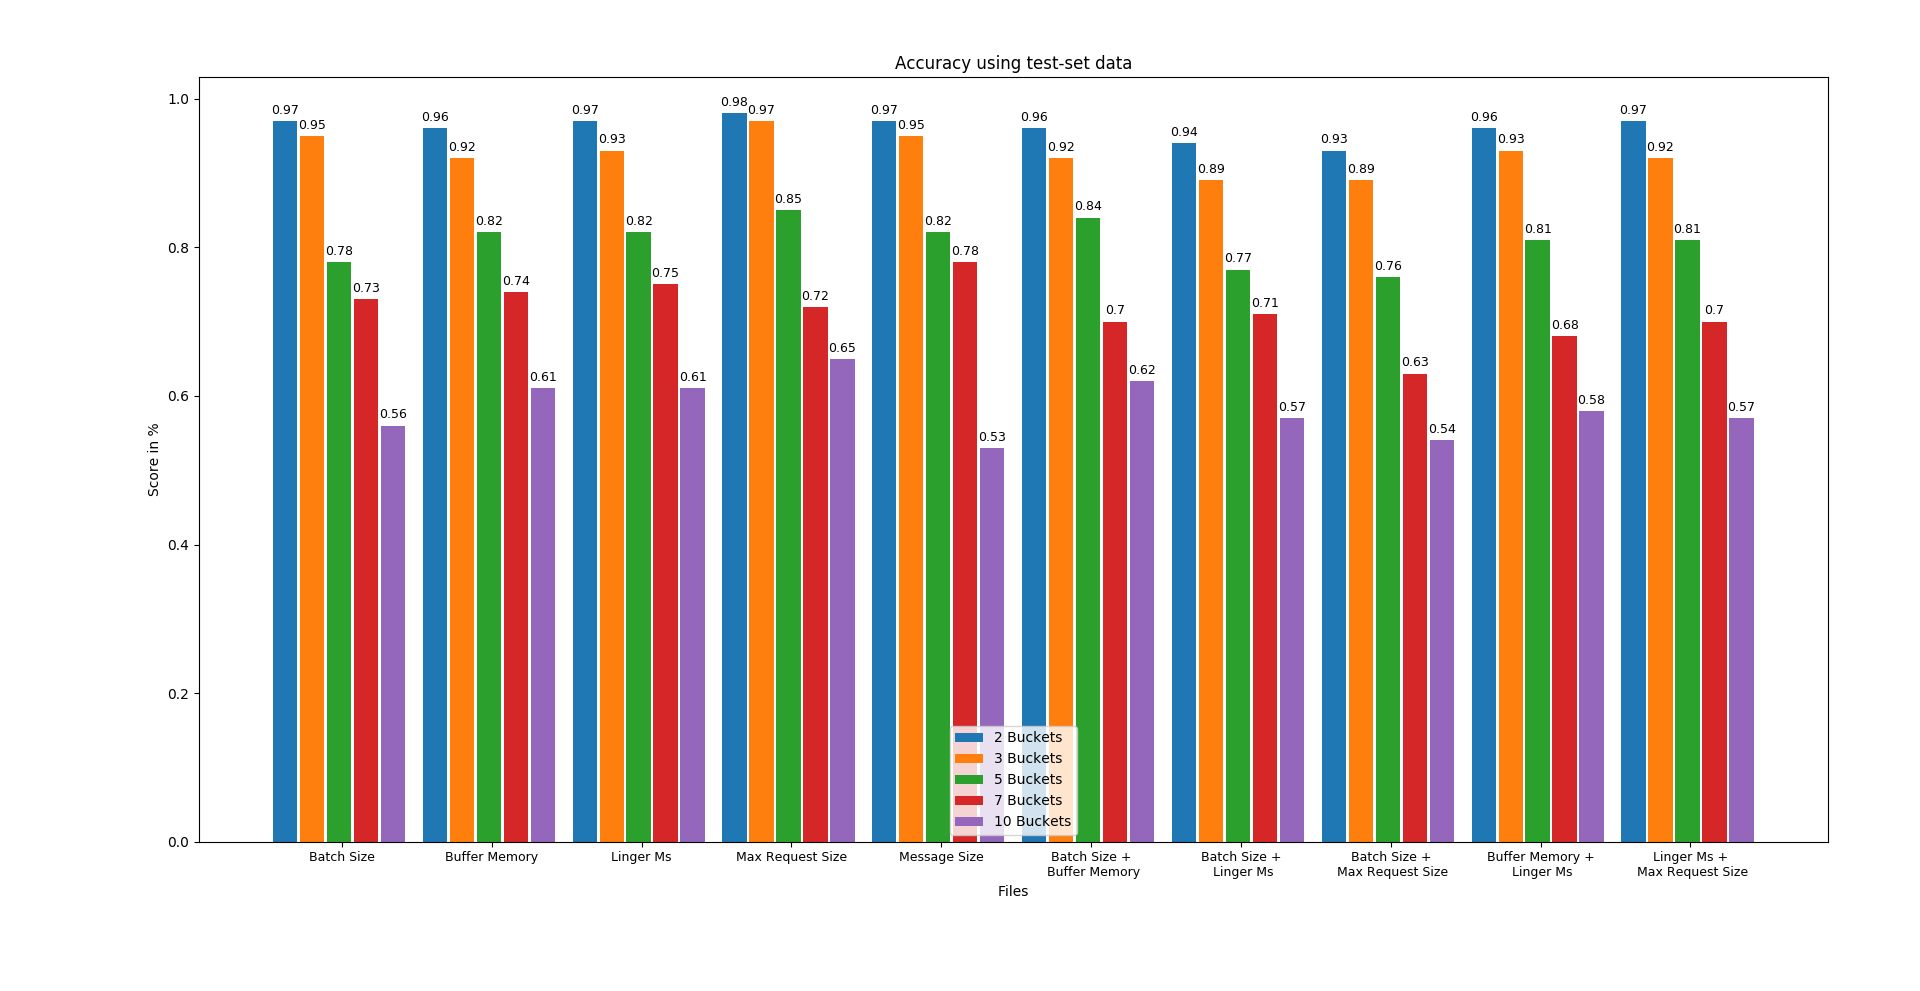 Accuracy using test-set data
Score in %
1.0
0.8
0.6
0.4
0.2
0.0
0.97
0.95
0.78
0.73
0.56
0.96
0.92
0.82
0.74
0.61
0.97
0.93
0.82
0.75
0.61
0.98
0.97
0.85
0.72
0.65
0.97
0.95
0.82
0.78
0.53
0.96
0.92
0.84
0.7
0.62
0.94
0.89
0.77
0.71
0.57
0.93
0.89
0.76
0.63
0.54
0.96
0.93
0.81
0.68
0.58
0.97
0.92
0.81
0.7
0.57
2 Buckets
3 Buckets
5 Buckets
7 Buckets
10 Buckets
Batch Size
Buffer Memory
Linger Ms
Max Request Size
Message Size
Batch Size +
Buffer Memory
Batch Size +
Linger Ms
Batch Size +
Max Request Size
Buffer Memory +
Linger Ms
Linger Ms +
Max Request Size
Files